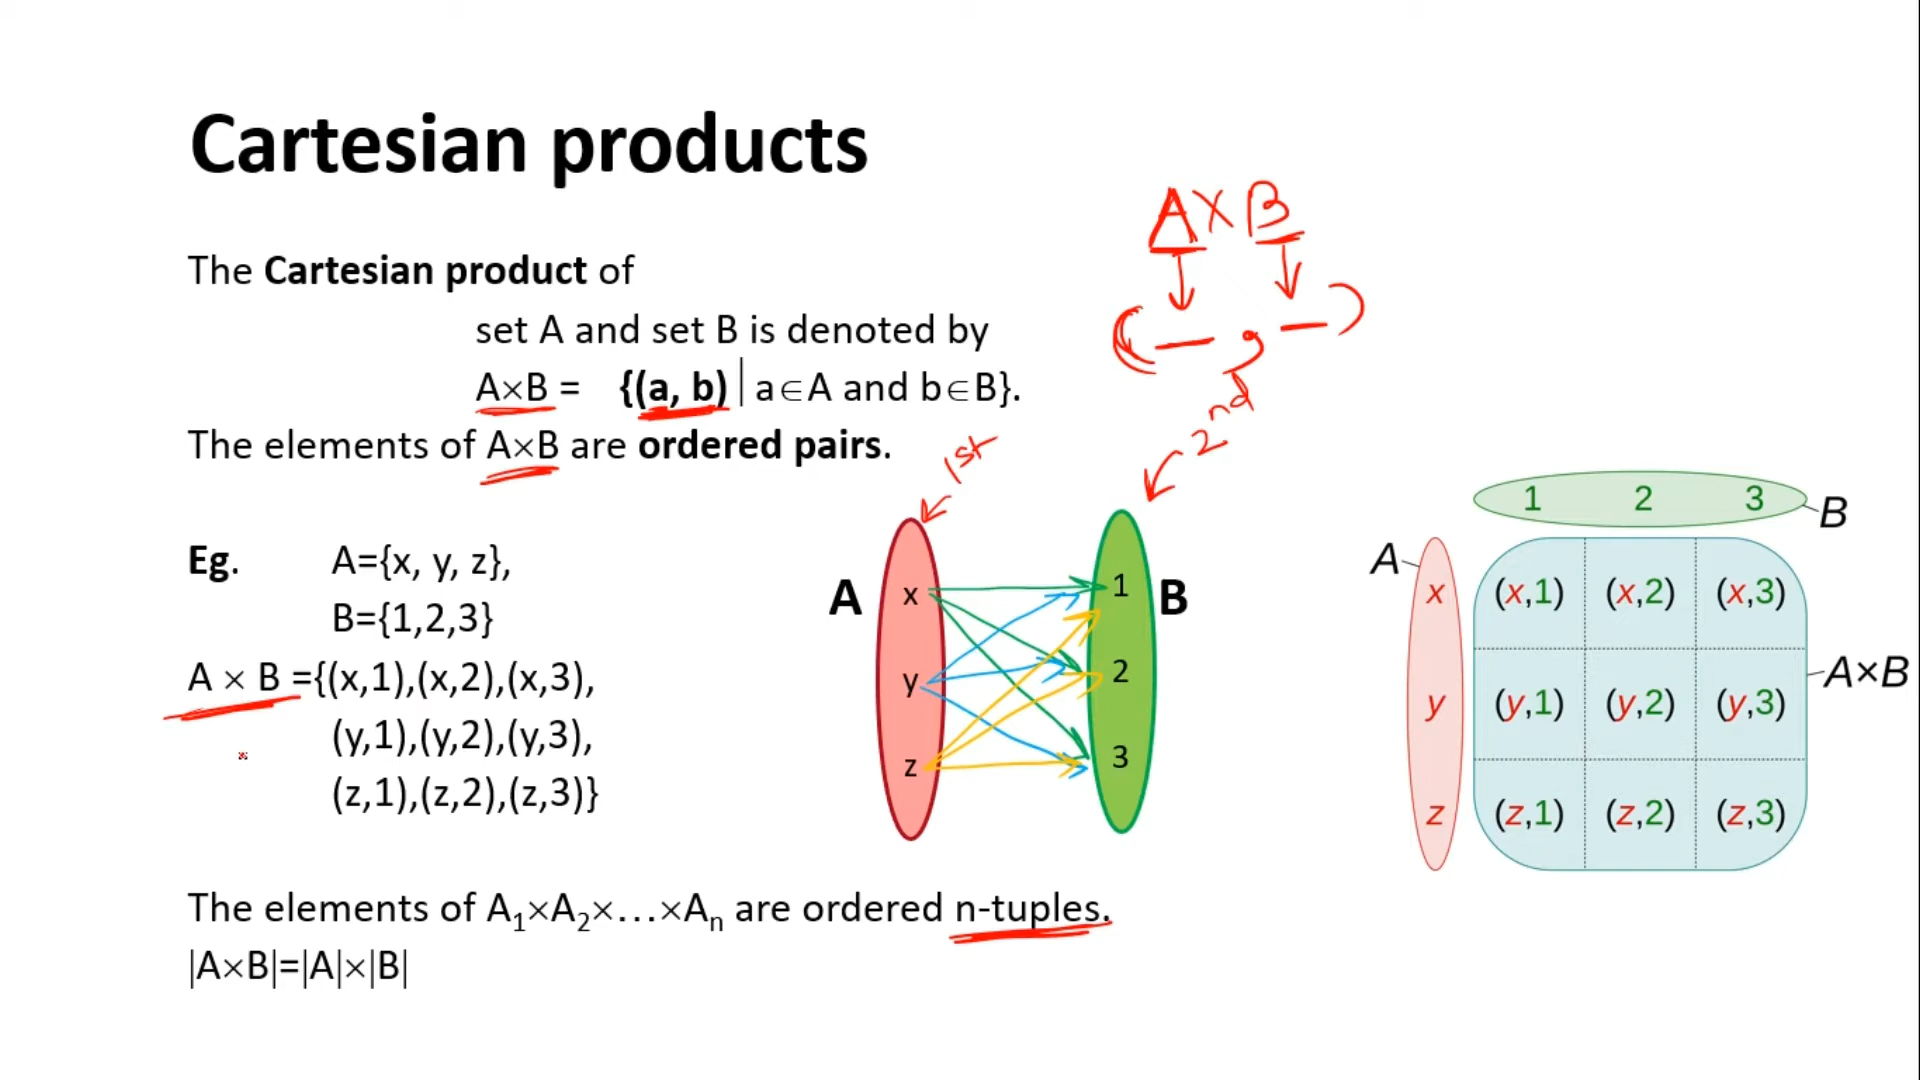 Cartesian products
The Cartesian product of
set A and set B is denoted by
A×B = {(a, b) | a∈A and b∈B}.
The elements of A×B are ordered pairs.
Eg. A={x, y, z},
B={1,2,3}
A × B ={(x,1),(x,2),(x,3),
(y,1),(y,2),(y,3),
(z,1),(z,2),(z,3)}
The elements of A₁×A₂×…×Aₙ are ordered n-tuples.
|A×B|=|A|×|B|
A×B
( _ , _ )
1st
2nd
A
x
y
z
B
1
2
3
1 2 3 B
A
x (x,1) (x,2) (x,3)
y (y,1) (y,2) (y,3)
z (z,1) (z,2) (z,3)
A×B